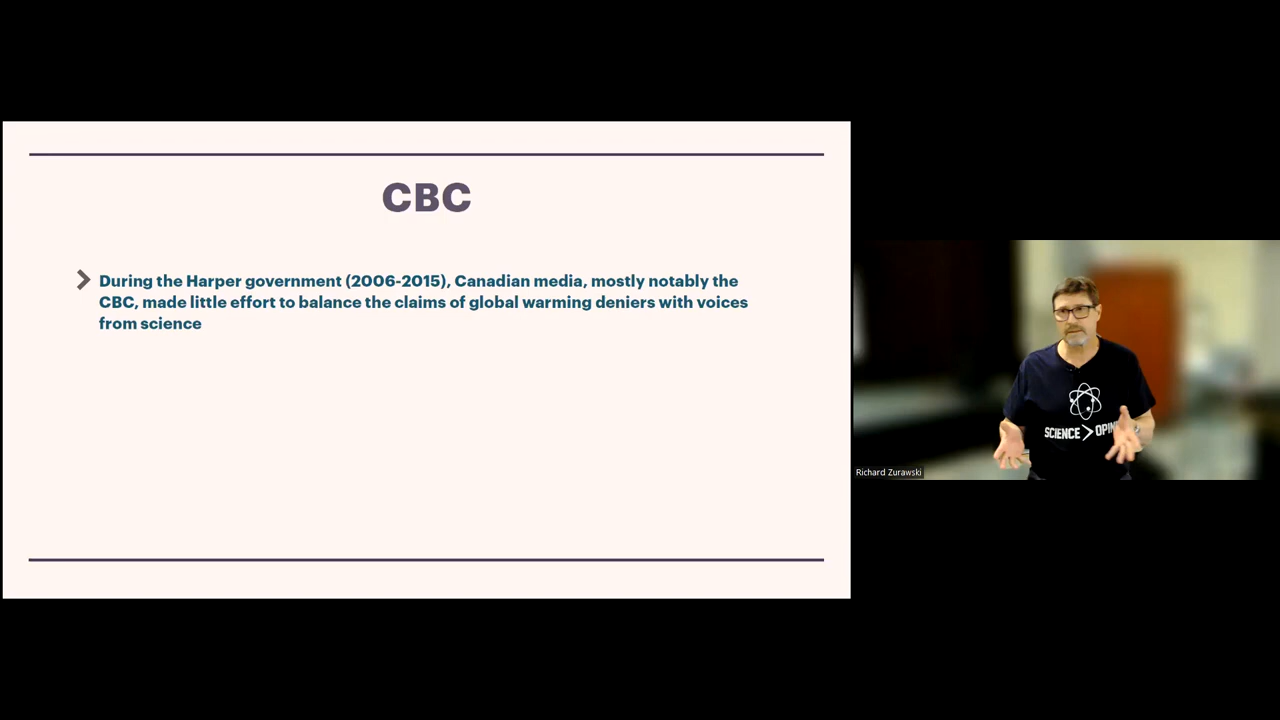 CBC
During the Harper government (2006-2015), Canadian media, mostly notably the
CBC, made little effort to balance the claims of global warming deniers with voices
from science
SCIENCE > OPIN
Richard Zurawski